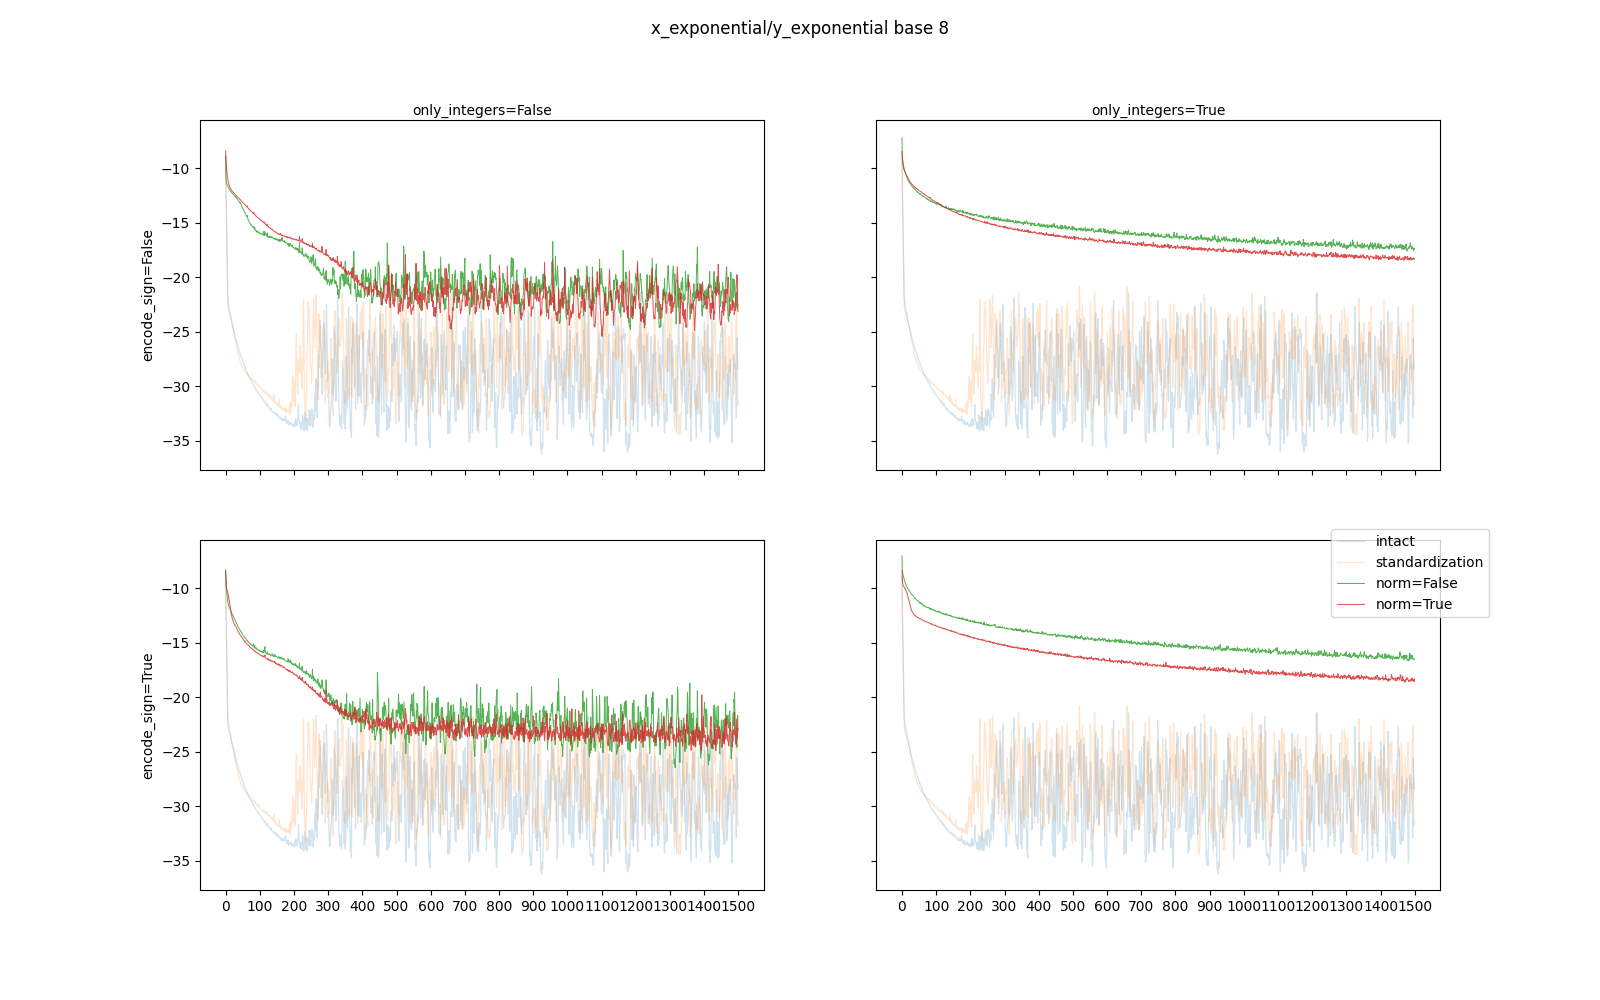 x_exponential/y_exponential base 8
only_integers=False
only_integers=True
encode_sign=False
−10
−15
−20
−25
−30
−35
encode_sign=True
−10
−15
−20
−25
−30
−35
intact
standardization
norm=False
norm=True
0 100 200 300 400 500 600 700 800 900 1000 1100 1200 1300 1400 1500
0 100 200 300 400 500 600 700 800 900 1000 1100 1200 1300 1400 1500